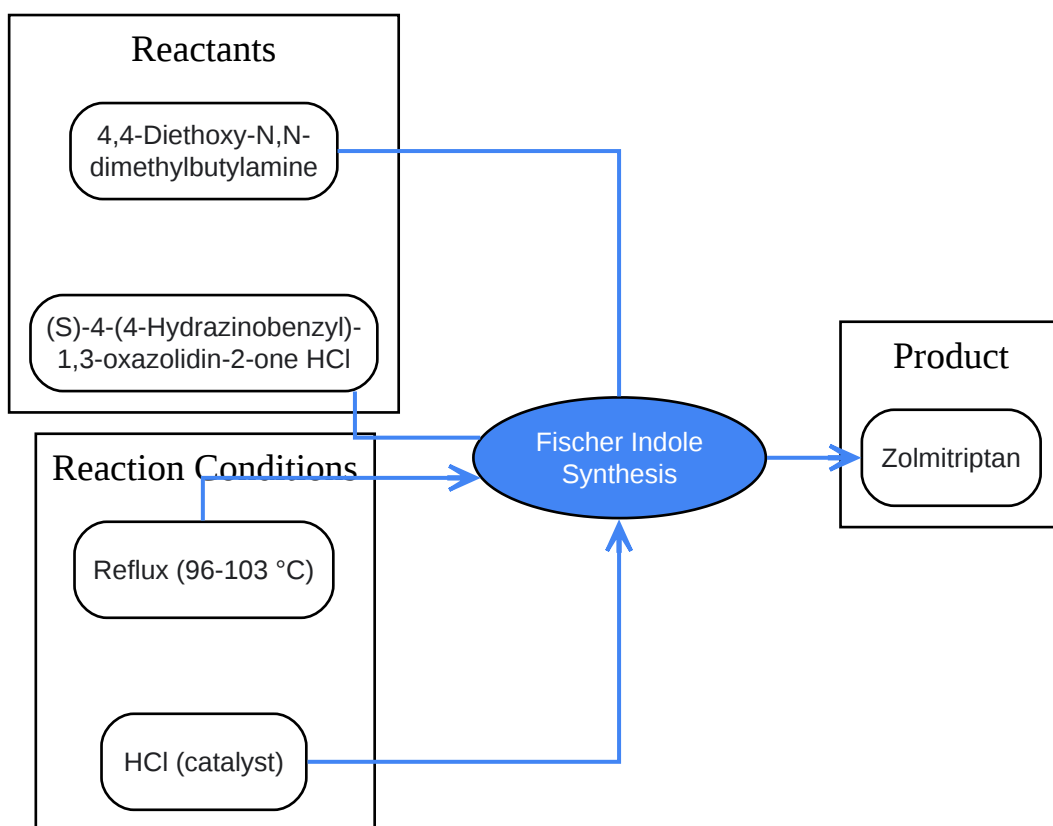 Reactants
4,4-Diethoxy-N,N-
dimethylbutylamine
(S)-4-(4-Hydrazinobenzyl)-
1,3-oxazolidin-2-one HCl
Reaction Conditions
Reflux (96-103 °C)
HCl (catalyst)
Fischer Indole
Synthesis
Product
Zolmitriptan